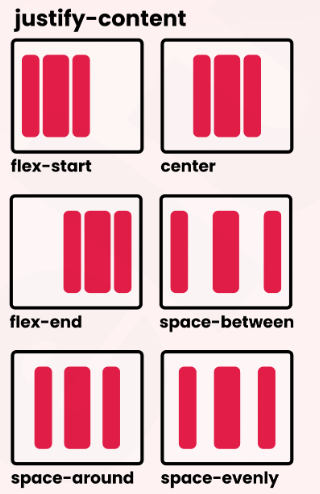 justify-content
flex-start
center
flex-end
space-between
space-around
space-evenly